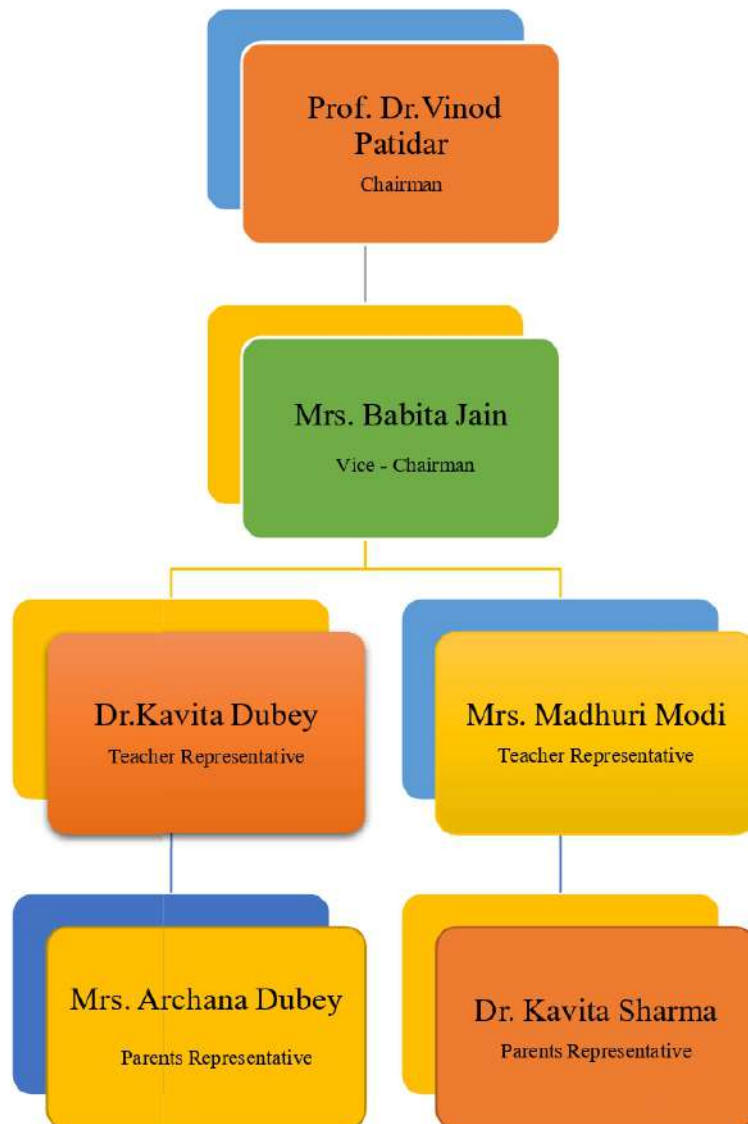 Prof. Dr.Vinod
Patidar
Chairman
Mrs. Babita Jain
Vice - Chairman
Dr.Kavita Dubey
Teacher Representative
Mrs. Madhuri Modi
Teacher Representative
Mrs. Archana Dubey
Parents Representative
Dr. Kavita Sharma
Parents Representative